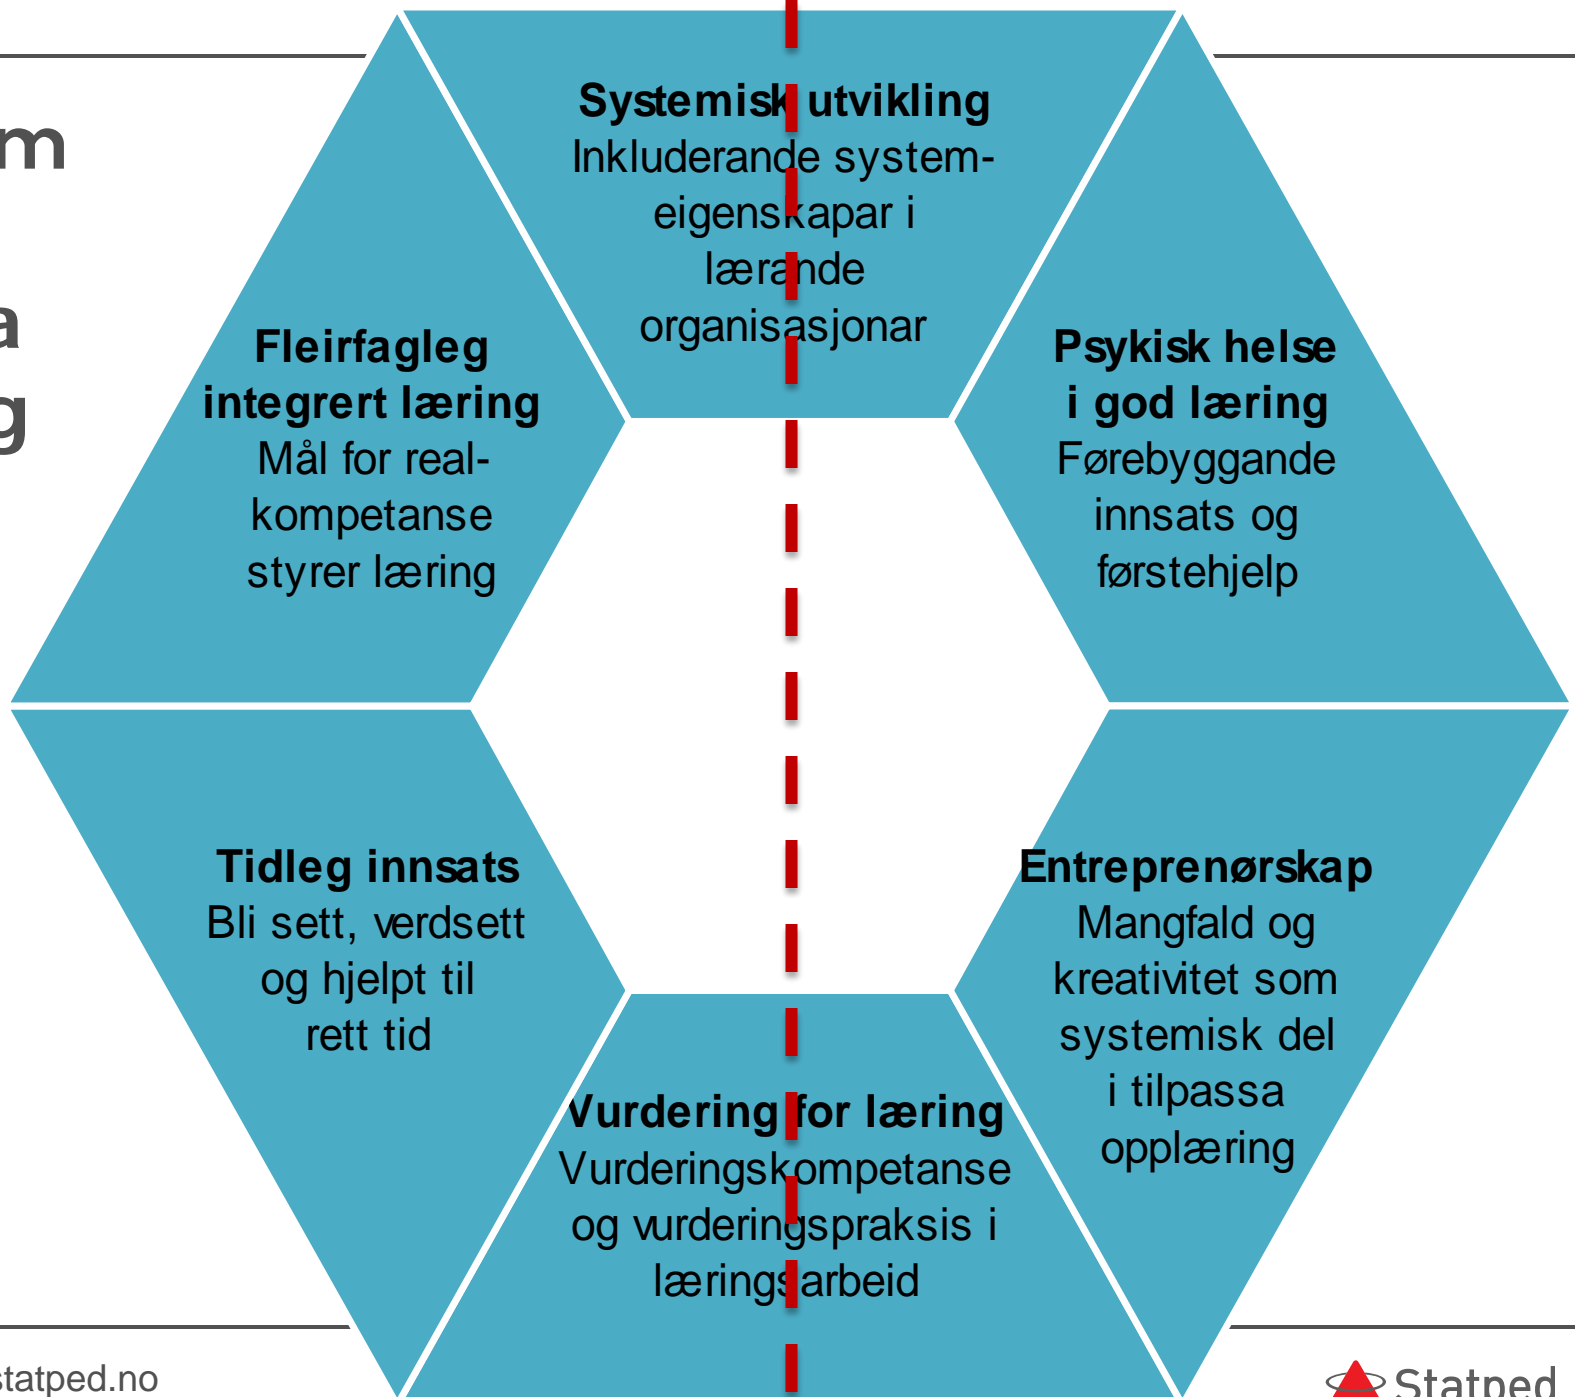 m
a
g
Systemisk utvikling
Inkluderande system-
eigenskapar i
lærande
organisasjonar
Fleirfagleg
integrert læring
Mål for real-
kompetanse
styrer læring
Psykisk helse
i god læring
Førebyggande
innsats og
førstehjelp
Tidleg innsats
Bli sett, verdsett
og hjelpt til
rett tid
Entreprenørskap
Mangfald og
kreativitet som
systemisk del
i tilpassa
opplæring
Vurdering for læring
Vurderingskompetanse
og vurderingspraksis i
læringsarbeid
statped.no
Statped